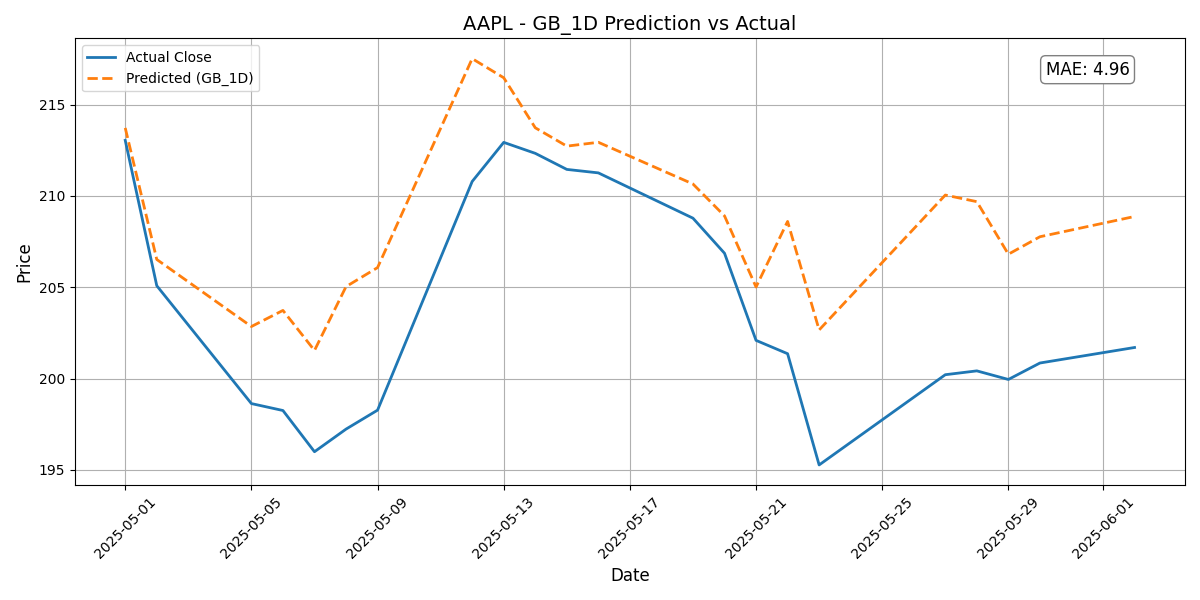 AAPL - GB_1D Prediction vs Actual
Actual Close
Predicted (GB_1D)
MAE: 4.96
Price
215
210
205
200
195
2025-05-01
2025-05-05
2025-05-09
2025-05-13
2025-05-17
2025-05-21
2025-05-25
2025-05-29
2025-06-01
Date